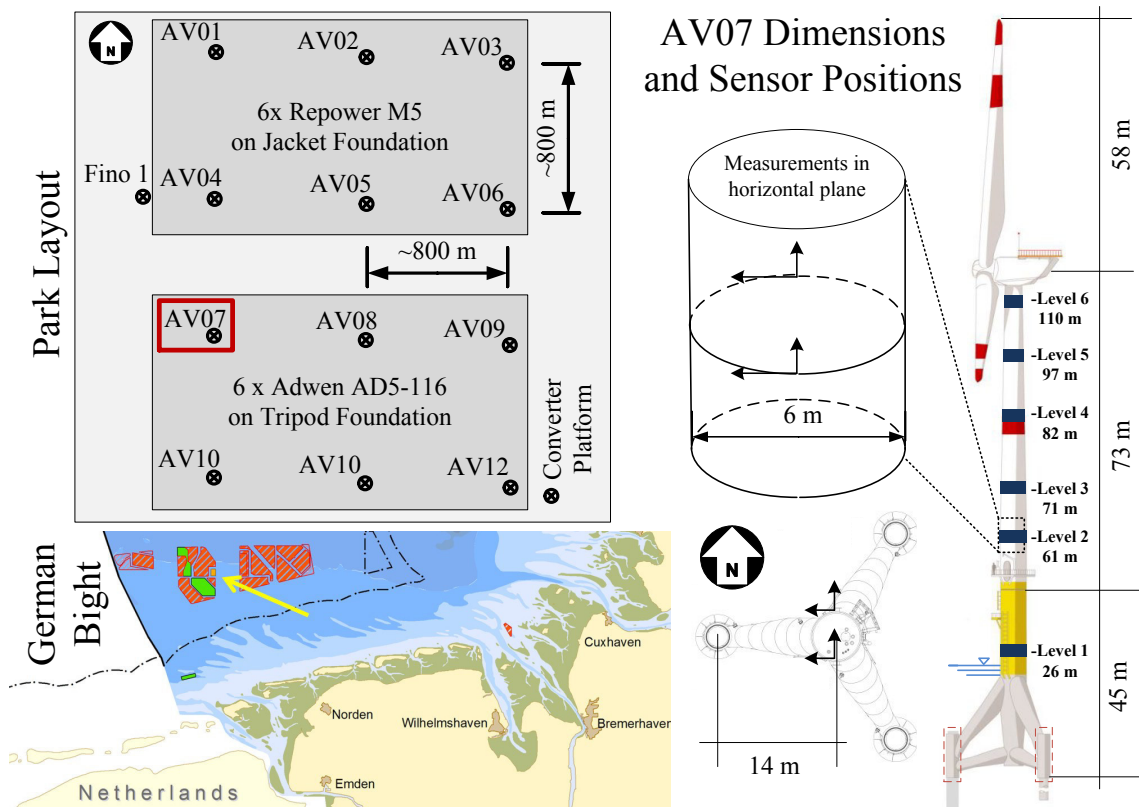 Park Layout
N
AV01
AV02
AV03
6x Repower M5
on Jacket Foundation
~800 m
Fino 1
AV04
AV05
AV06
~800 m
AV07
AV08
AV09
6 x Adwen AD5-116
on Tripod Foundation
AV10
AV10
AV12
Converter
Platform
German
Bight
Cuxhaven
Norden
Wilhelmshaven
Bremerhaven
Emden
Netherlands
AV07 Dimensions
and Sensor Positions
Measurements in
horizontal plane
6 m
N
14 m
-Level 6
110 m
-Level 5
97 m
-Level 4
82 m
-Level 3
71 m
-Level 2
61 m
-Level 1
26 m
58 m
73 m
45 m